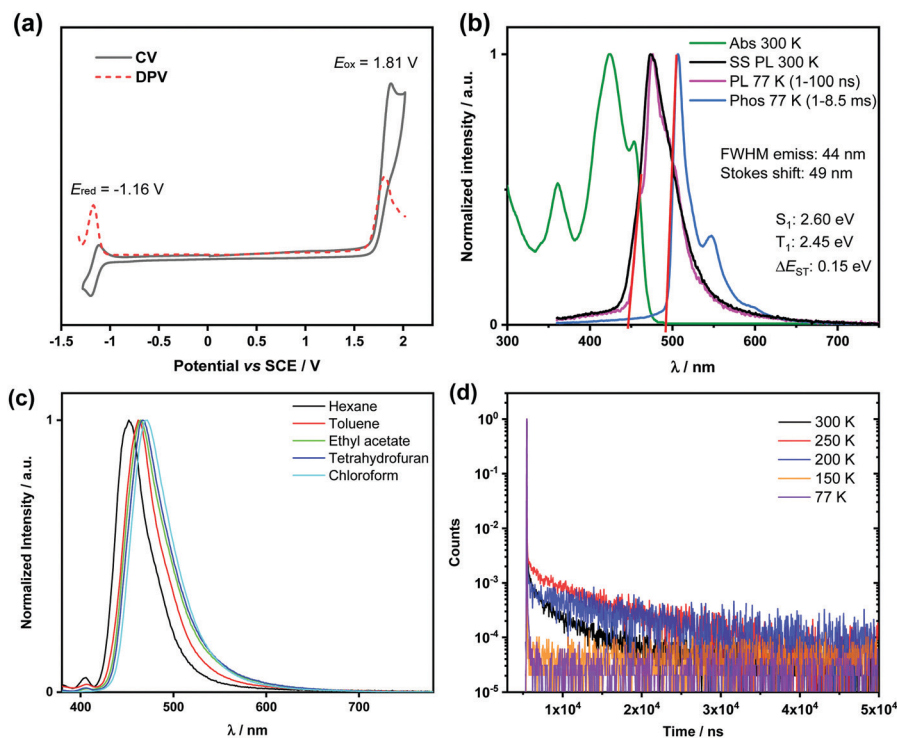 (a)
CV
DPV
Eox = 1.81 V
Ered = -1.16 V
-1.5 -1 -0.5 0 0.5 1 1.5 2
Potential vs SCE / V
(b)
Abs 300 K
SS PL 300 K
PL 77 K (1-100 ns)
Phos 77 K (1-8.5 ms)
FWHM emiss: 44 nm
Stokes shift: 49 nm
S1: 2.60 eV
T1: 2.45 eV
ΔEST: 0.15 eV
Normalized intensity / a.u.
1
0
300 400 500 600 700
λ / nm
(c)
Hexane
Toluene
Ethyl acetate
Tetrahydrofuran
Chloroform
Normalized Intensity / a.u.
1
0
400 500 600 700
λ / nm
(d)
300 K
250 K
200 K
150 K
77 K
Counts
10^0
10^-1
10^-2
10^-3
10^-4
10^-5
1x10^4 2x10^4 3x10^4 4x10^4 5x10^4
Time / ns